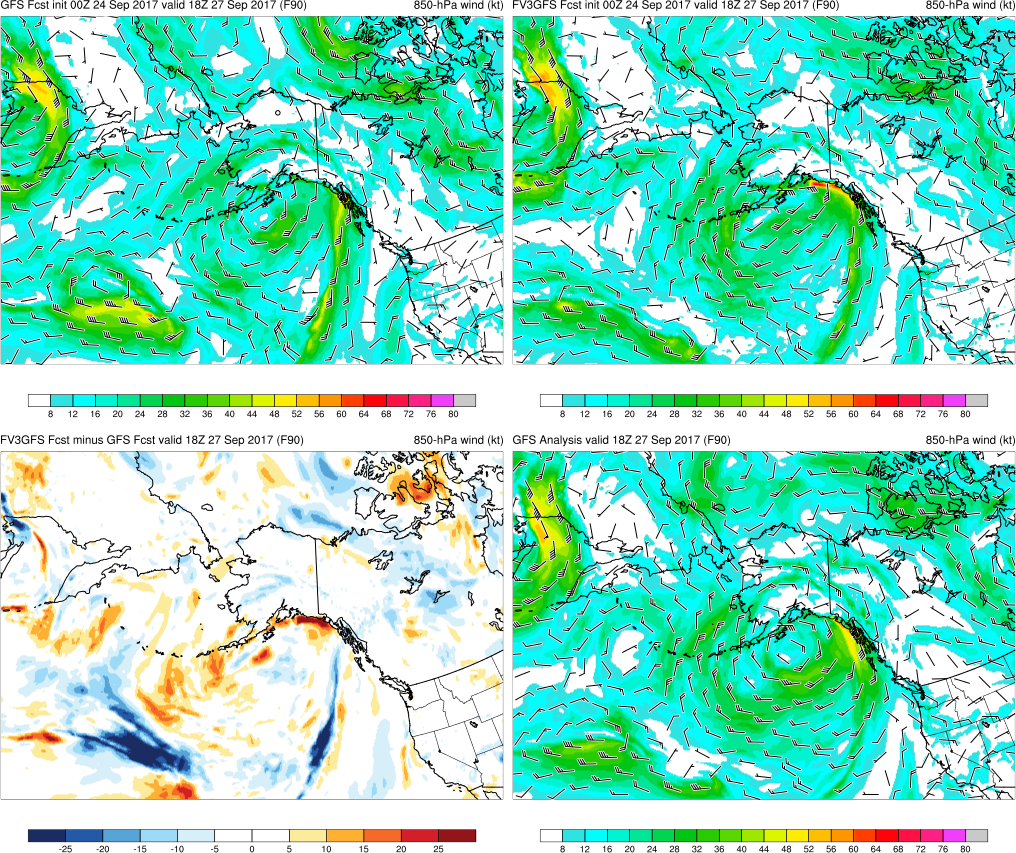 GFS Fcst init 00Z 24 Sep 2017 valid 18Z 27 Sep 2017 (F90) 850-hPa wind (kt)
FV3GFS Fcst init 00Z 24 Sep 2017 valid 18Z 27 Sep 2017 (F90) 850-hPa wind (kt)
8 12 16 20 24 28 32 36 40 44 48 52 56 60 64 68 72 76 80
8 12 16 20 24 28 32 36 40 44 48 52 56 60 64 68 72 76 80
FV3GFS Fcst minus GFS Fcst valid 18Z 27 Sep 2017 (F90) 850-hPa wind (kt)
GFS Analysis valid 18Z 27 Sep 2017 (F90) 850-hPa wind (kt)
-25 -20 -15 -10 -5 0 5 10 15 20 25
8 12 16 20 24 28 32 36 40 44 48 52 56 60 64 68 72 76 80